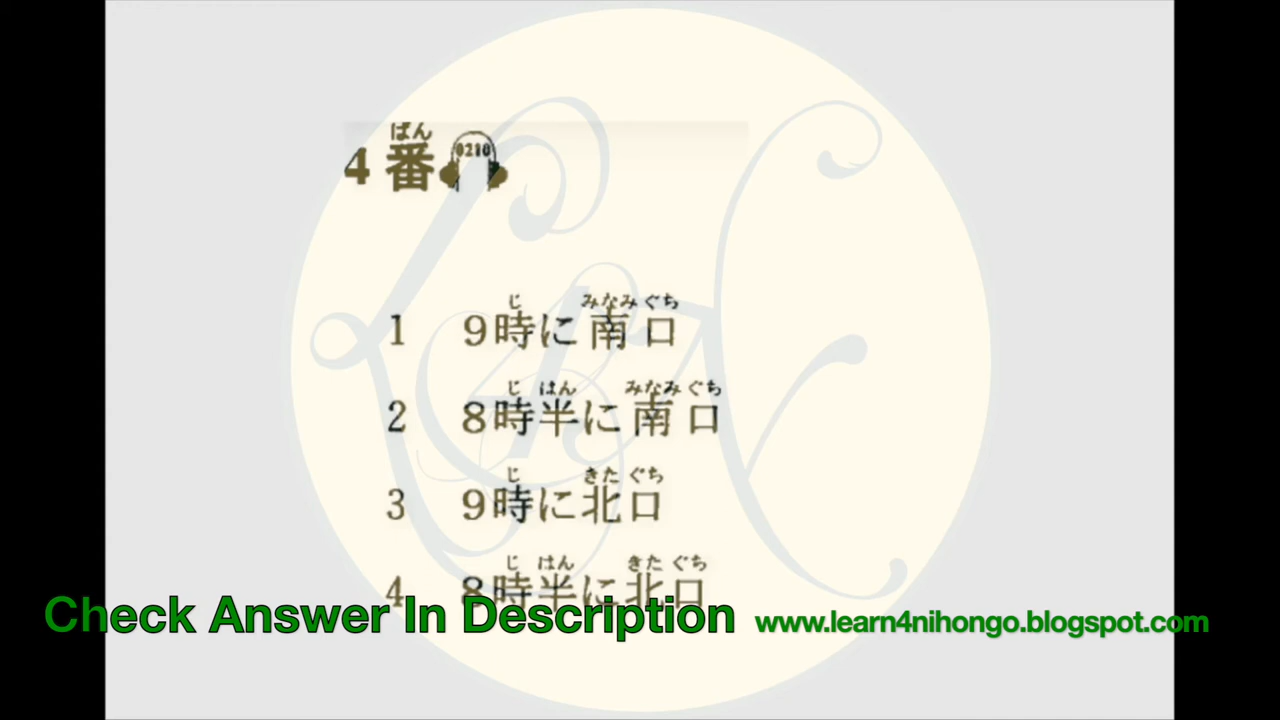 ばん
4番 0210
じ みなみ ぐち
1 9時に南口
じ はん みなみ ぐち
2 8時半に南口
じ きた ぐち
3 9時に北口
じ はん きた ぐち
4 8時半に北口
Check Answer In Description www.learn4nihongo.blogspot.com